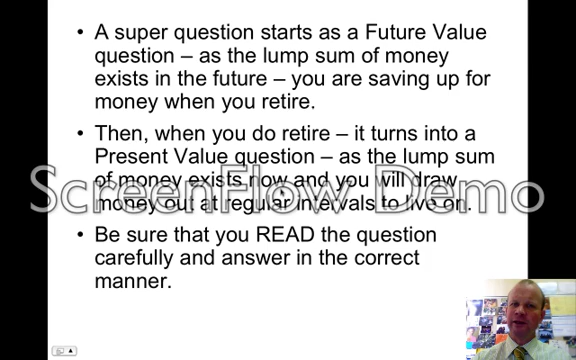 • A super question starts as a Future Value
question – as the lump sum of money
exists in the future – you are saving up for
money when you retire.
• Then, when you do retire – it turns into a
Present Value question – as the lump sum
of money exists now and you will draw
money out at regular intervals to live on.
ScreenFlow Demo
• Be sure that you READ the question
carefully and answer in the correct
manner.